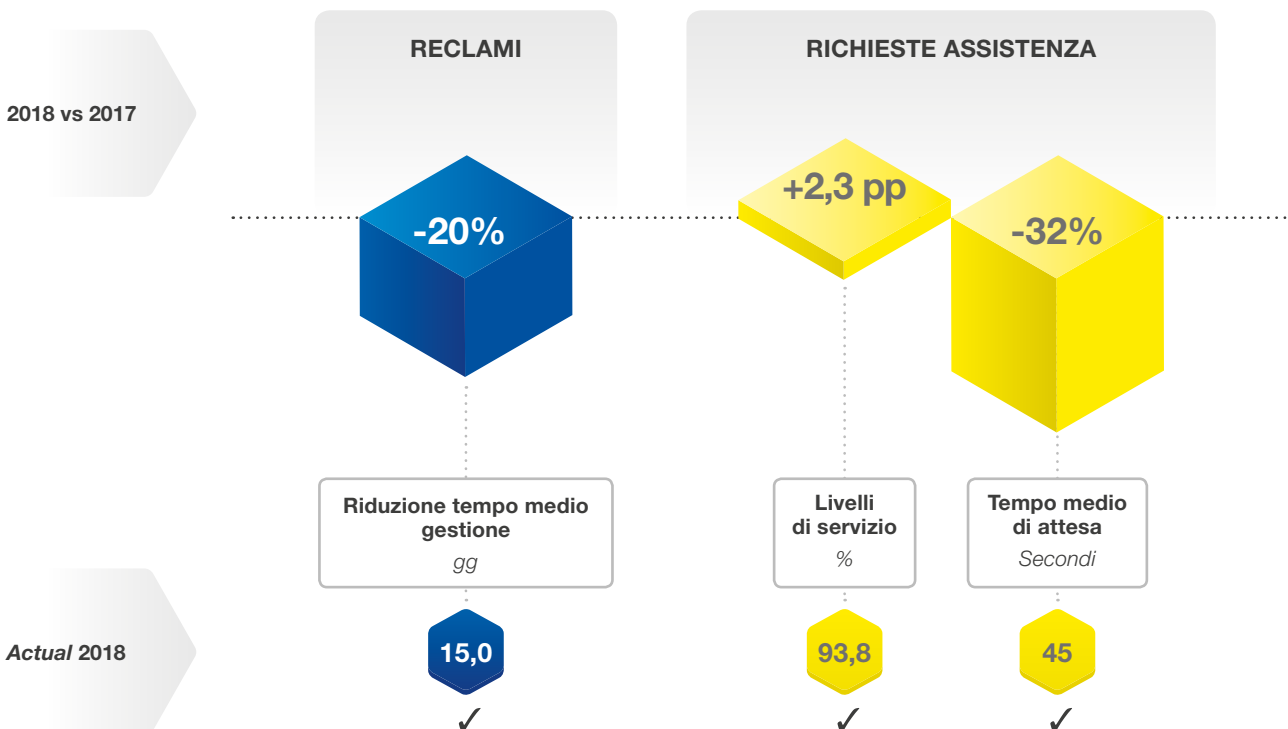 RECLAMI
RICHIESTE ASSISTENZA
2018 vs 2017
-20%
+2,3 pp
-32%
Riduzione tempo medio
gestione
gg
Livelli
di servizio
%
Tempo medio
di attesa
Secondi
Actual 2018
15,0
93,8
45
✓
✓
✓